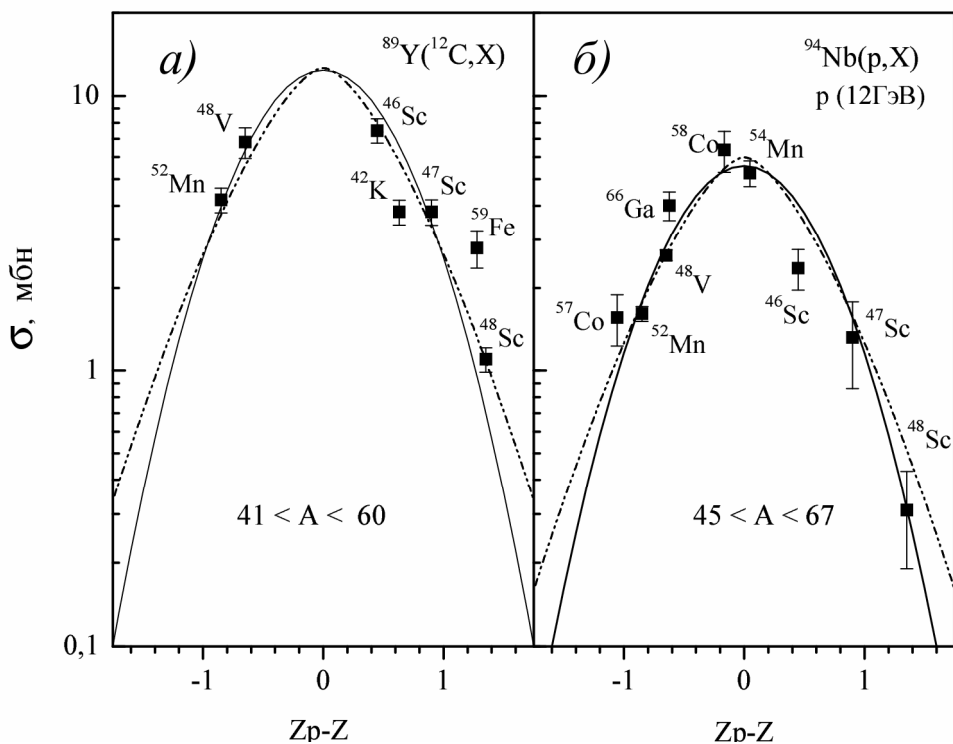 а)
⁸⁹Y(¹²C,X)
10
⁴⁸V
⁴⁶Sc
⁵²Mn
⁴²K
⁴⁷Sc
⁵⁹Fe
⁴⁸Sc
1
41 < A < 60
0,1
σ, мбн
-1 0 1
Zp-Z
б)
⁹⁴Nb(p,X)
p (12ГэВ)
⁵⁸Co
⁵⁴Mn
⁶⁶Ga
⁴⁸V
⁴⁶Sc
⁵⁷Co
⁵²Mn
⁴⁷Sc
⁴⁸Sc
45 < A < 67
-1 0 1
Zp-Z